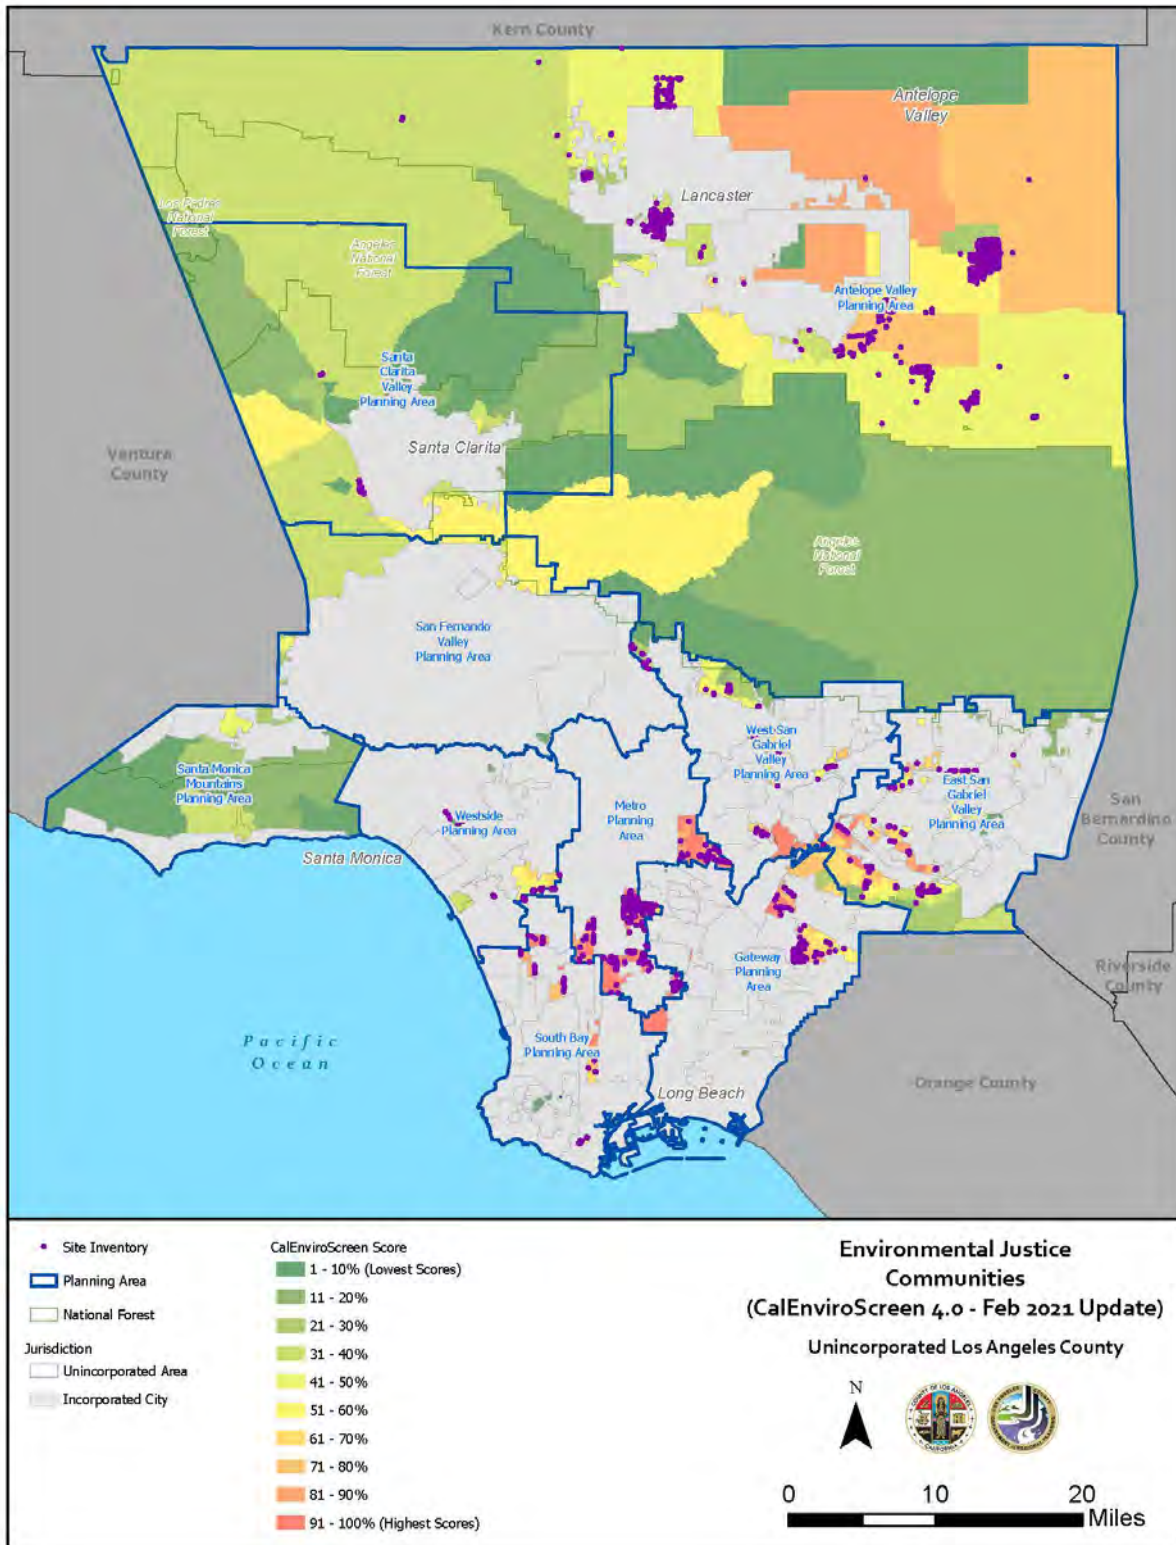 Kern County
Antelope
Valley
Lancaster
Los Padres
National
Forest
Angeles
National
Forest
Antelope Valley
Planning Area
Santa
Clarita
Valley
Planning Area
Santa Clarita
Ventura
County
Angeles
National
Forest
San Fernando
Valley
Planning Area
West San
Gabriel
Valley
Planning Area
East San
Gabriel
Valley
Planning Area
San
Bernardino
County
Santa Monica
Mountains
Planning Area
Westside
Planning Area
Metro
Planning
Area
Santa Monica
Gateway
Planning
Area
Riverside
County
Pacific
Ocean
South Bay
Planning Area
Long Beach
Orange County
Site Inventory
Planning Area
National Forest
Jurisdiction
Unincorporated Area
Incorporated City
CalEnviroScreen Score
1 - 10% (Lowest Scores)
11 - 20%
21 - 30%
31 - 40%
41 - 50%
51 - 60%
61 - 70%
71 - 80%
81 - 90%
91 - 100% (Highest Scores)
Environmental Justice
Communities
(CalEnviroScreen 4.0 - Feb 2021 Update)
Unincorporated Los Angeles County
N
0 10 20
Miles